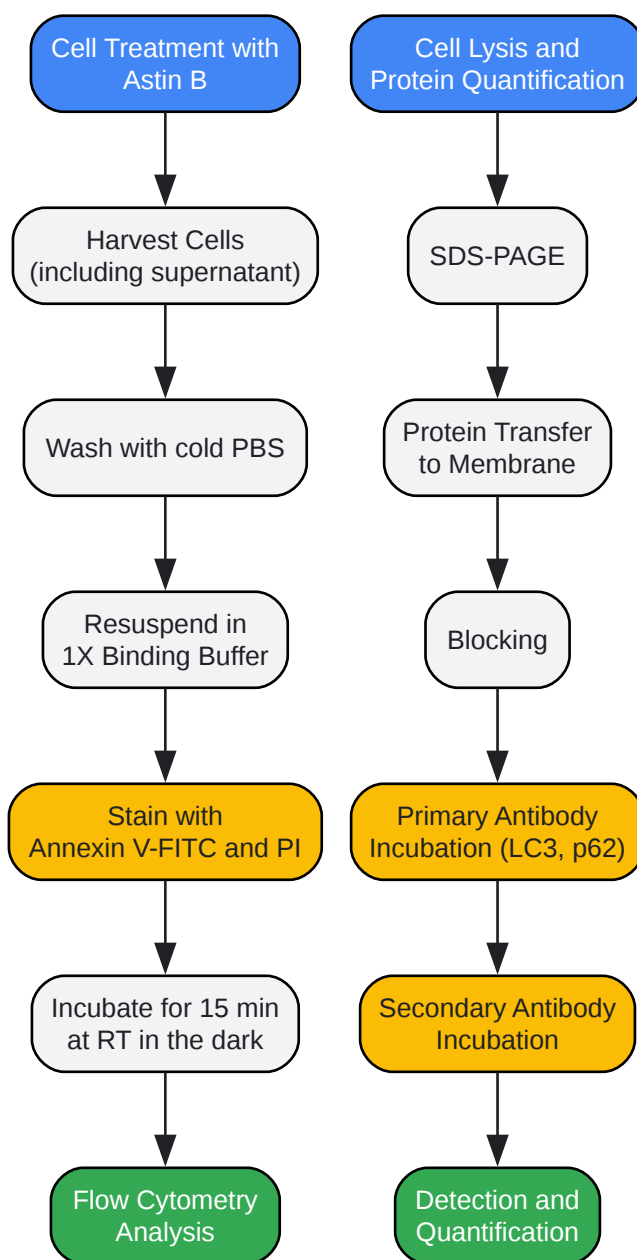 Cell Treatment with
Astin B
Harvest Cells
(including supernatant)
Wash with cold PBS
Resuspend in
1X Binding Buffer
Stain with
Annexin V-FITC and PI
Incubate for 15 min
at RT in the dark
Flow Cytometry
Analysis
Cell Lysis and
Protein Quantification
SDS-PAGE
Protein Transfer
to Membrane
Blocking
Primary Antibody
Incubation (LC3, p62)
Secondary Antibody
Incubation
Detection and
Quantification